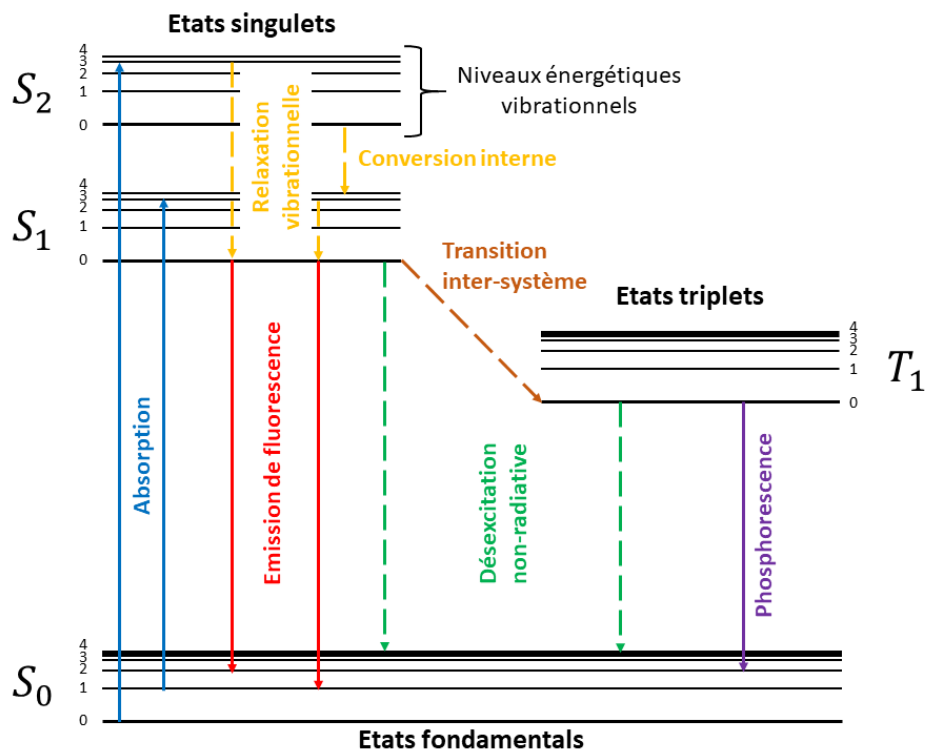 Etats singulets
4
3
2
1
0
S₂
Niveaux énergétiques
vibrationnels
Relaxation
vibrationnelle
Conversion interne
4
3
2
1
0
S₁
Transition
inter-système
Etats triplets
4
3
2
1
0
T₁
Absorption
Emission de fluorescence
Désexcitation
non-radiative
Phosphorescence
4
3
2
1
0
S₀
Etats fondamentals